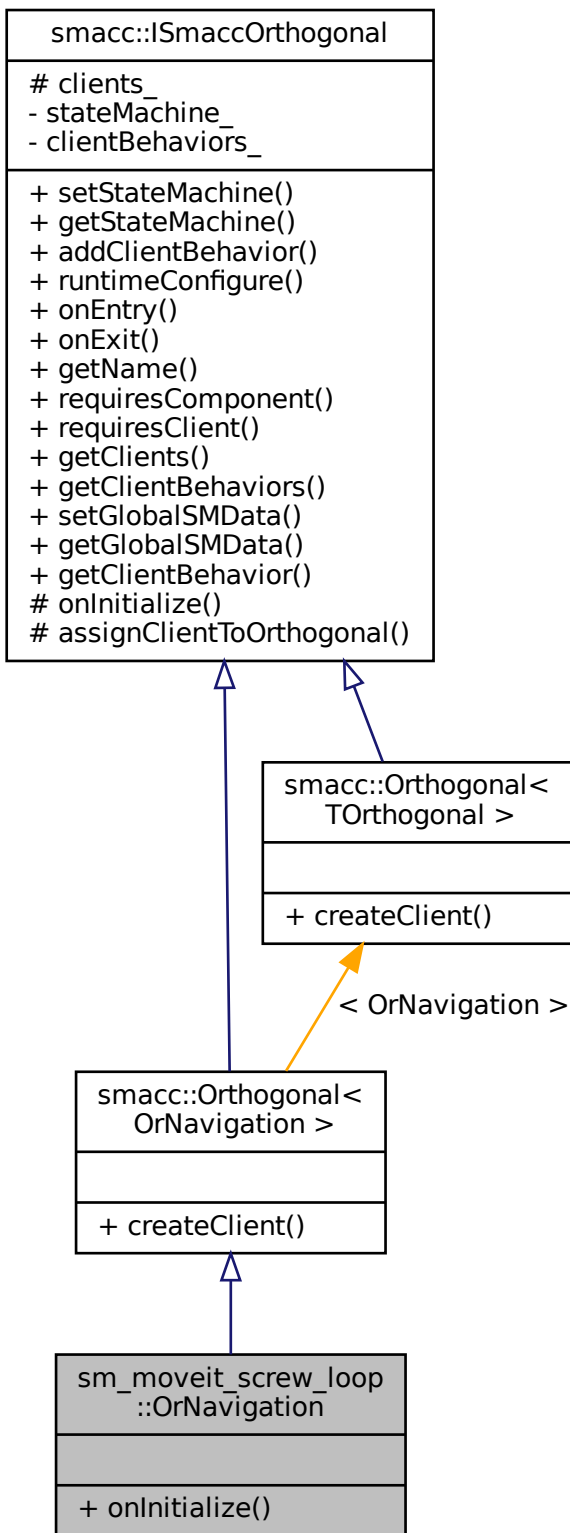 smacc::ISmaccOrthogonal
# clients_
- stateMachine_
- clientBehaviors_
+ setStateMachine()
+ getStateMachine()
+ addClientBehavior()
+ runtimeConfigure()
+ onEntry()
+ onExit()
+ getName()
+ requiresComponent()
+ requiresClient()
+ getClients()
+ getClientBehaviors()
+ setGlobalSMData()
+ getGlobalSMData()
+ getClientBehavior()
# onInitialize()
# assignClientToOrthogonal()
smacc::Orthogonal<
TOrthogonal >
+ createClient()
< OrNavigation >
smacc::Orthogonal<
OrNavigation >
+ createClient()
sm_moveit_screw_loop
::OrNavigation
+ onInitialize()